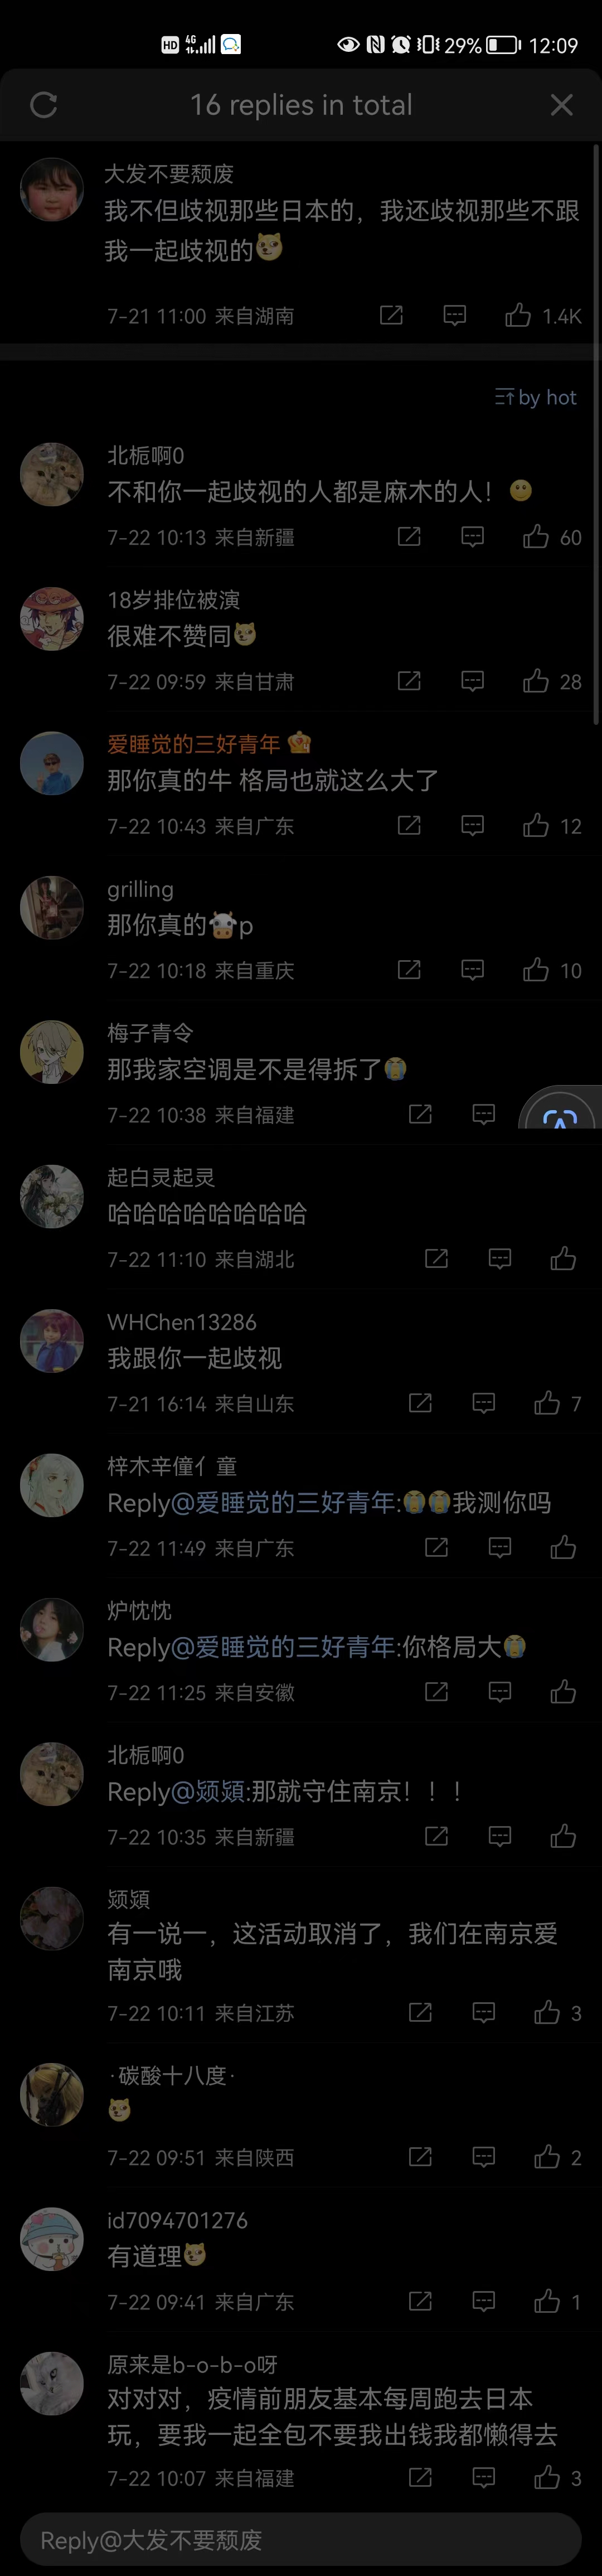 HD 4G 29% 12:09
16 replies in total
大发不要颓废
我不但歧视那些日本的，我还歧视那些不跟
我一起歧视的
7-21 11:00 来自湖南 1.4K
by hot
北栀啊0
不和你一起歧视的人都是麻木的人！
7-22 10:13 来自新疆 60
18岁排位被演
很难不赞同
7-22 09:59 来自甘肃 28
爱睡觉的三好青年
那你真的牛 格局也就这么大了
7-22 10:43 来自广东 12
grilling
那你真的p
7-22 10:18 来自重庆 10
梅子青令
那我家空调是不是得拆了
7-22 10:38 来自福建
起白灵起灵
哈哈哈哈哈哈哈哈
7-22 11:10 来自湖北
WHChen13286
我跟你一起歧视
7-21 16:14 来自山东 7
梓木辛僮亻童
Reply@爱睡觉的三好青年:我测你吗
7-22 11:49 来自广东
炉忱忱
Reply@爱睡觉的三好青年:你格局大
7-22 11:25 来自安徽
北栀啊0
Reply@颎熲:那就守住南京！！！
7-22 10:35 来自新疆
颎熲
有一说一，这活动取消了，我们在南京爱
南京哦
7-22 10:11 来自江苏 3
·碳酸十八度·
7-22 09:51 来自陕西 2
id7094701276
有道理
7-22 09:41 来自广东 1
原来是b-o-b-o呀
对对对，疫情前朋友基本每周跑去日本
玩，要我一起全包不要我出钱我都懒得去
7-22 10:07 来自福建 3
Reply@大发不要颓废